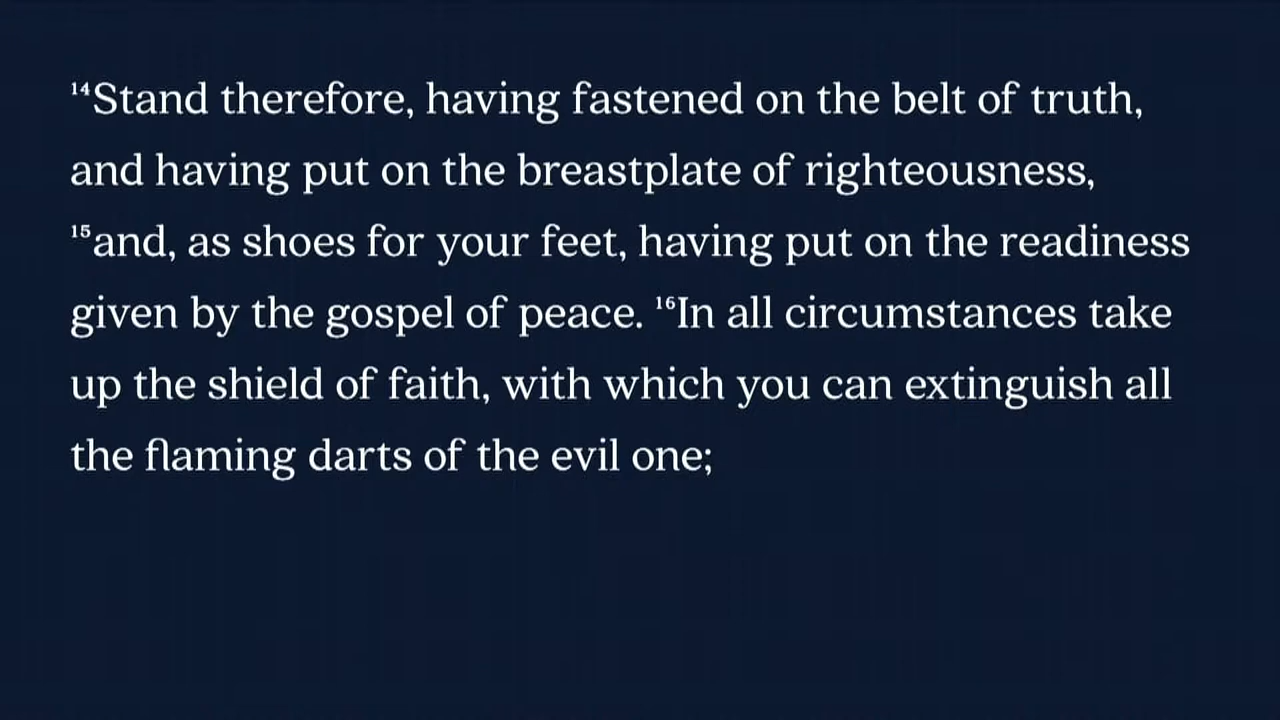 ¹⁴Stand therefore, having fastened on the belt of truth,
and having put on the breastplate of righteousness,
¹⁵and, as shoes for your feet, having put on the readiness
given by the gospel of peace. ¹⁶In all circumstances take
up the shield of faith, with which you can extinguish all
the flaming darts of the evil one;